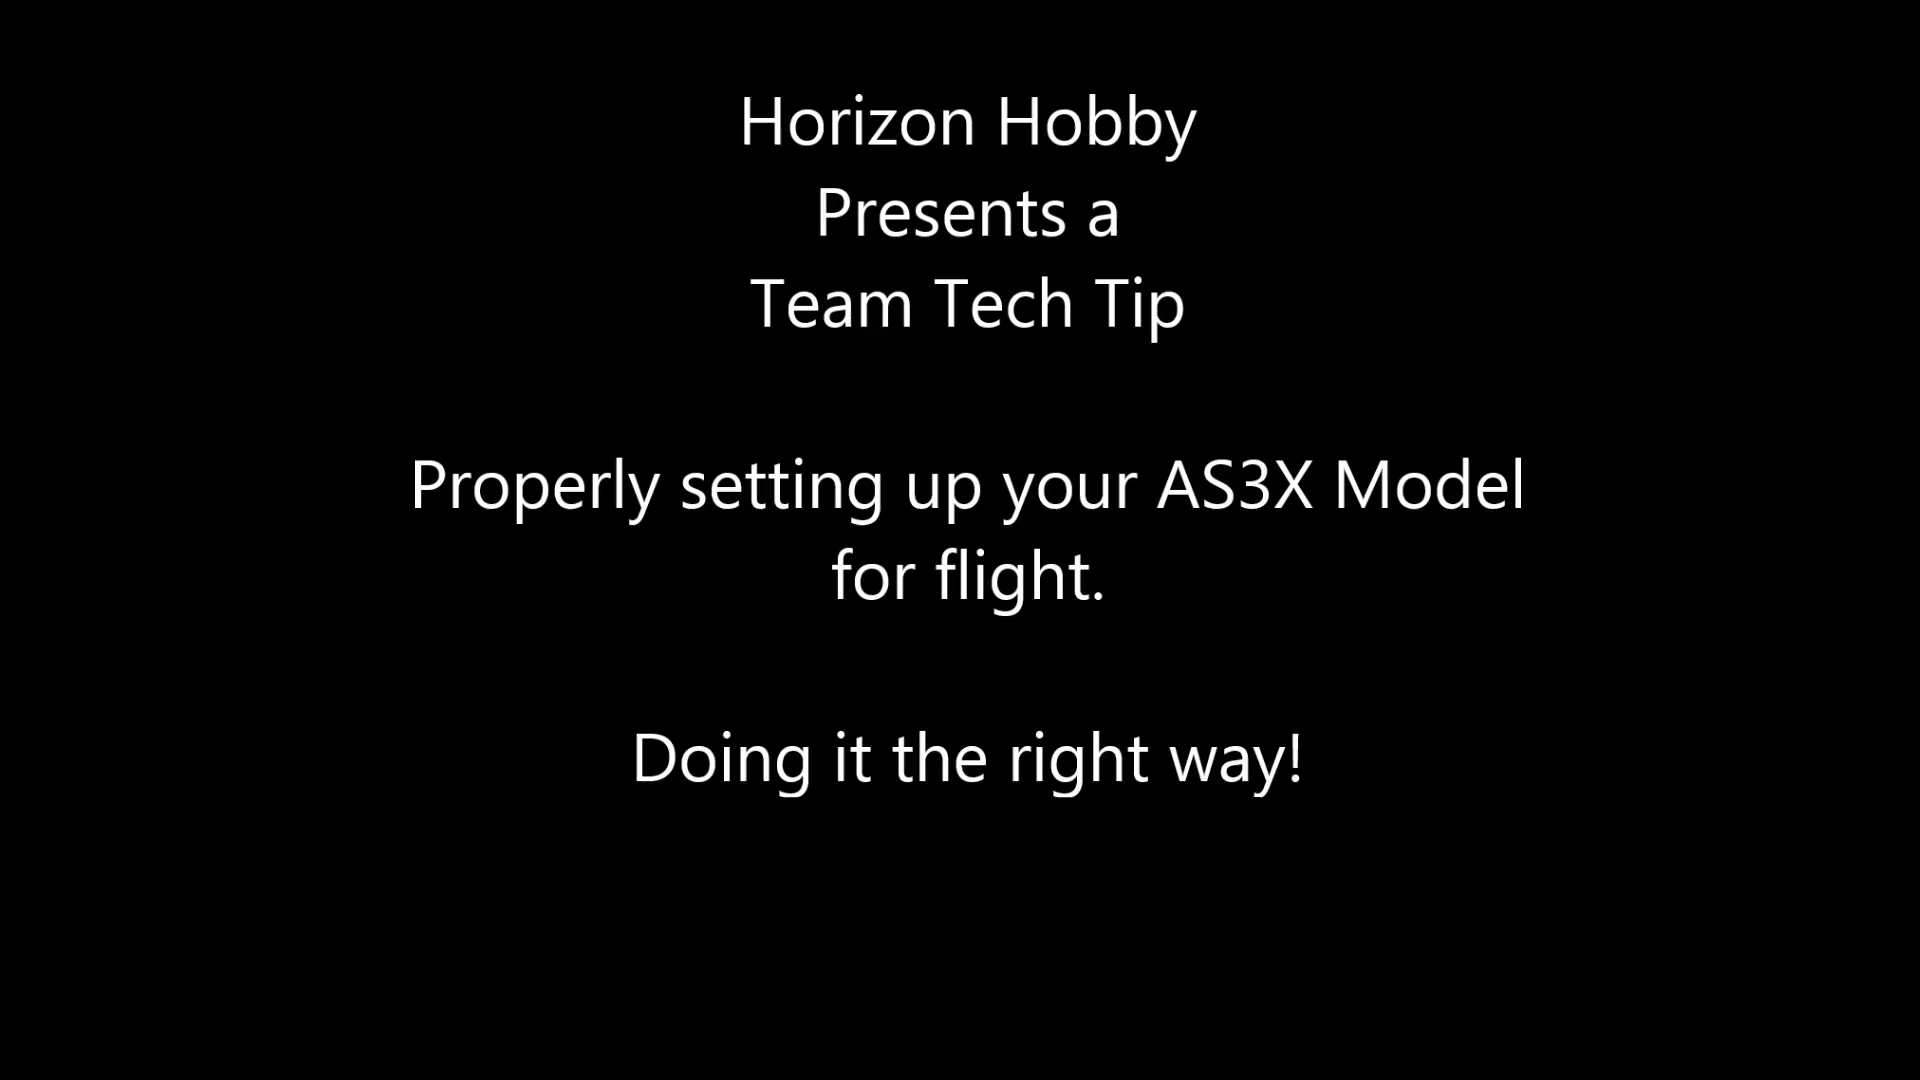 Horizon Hobby
Presents a
Team Tech Tip
Properly setting up your AS3X Model
for flight.
Doing it the right way!